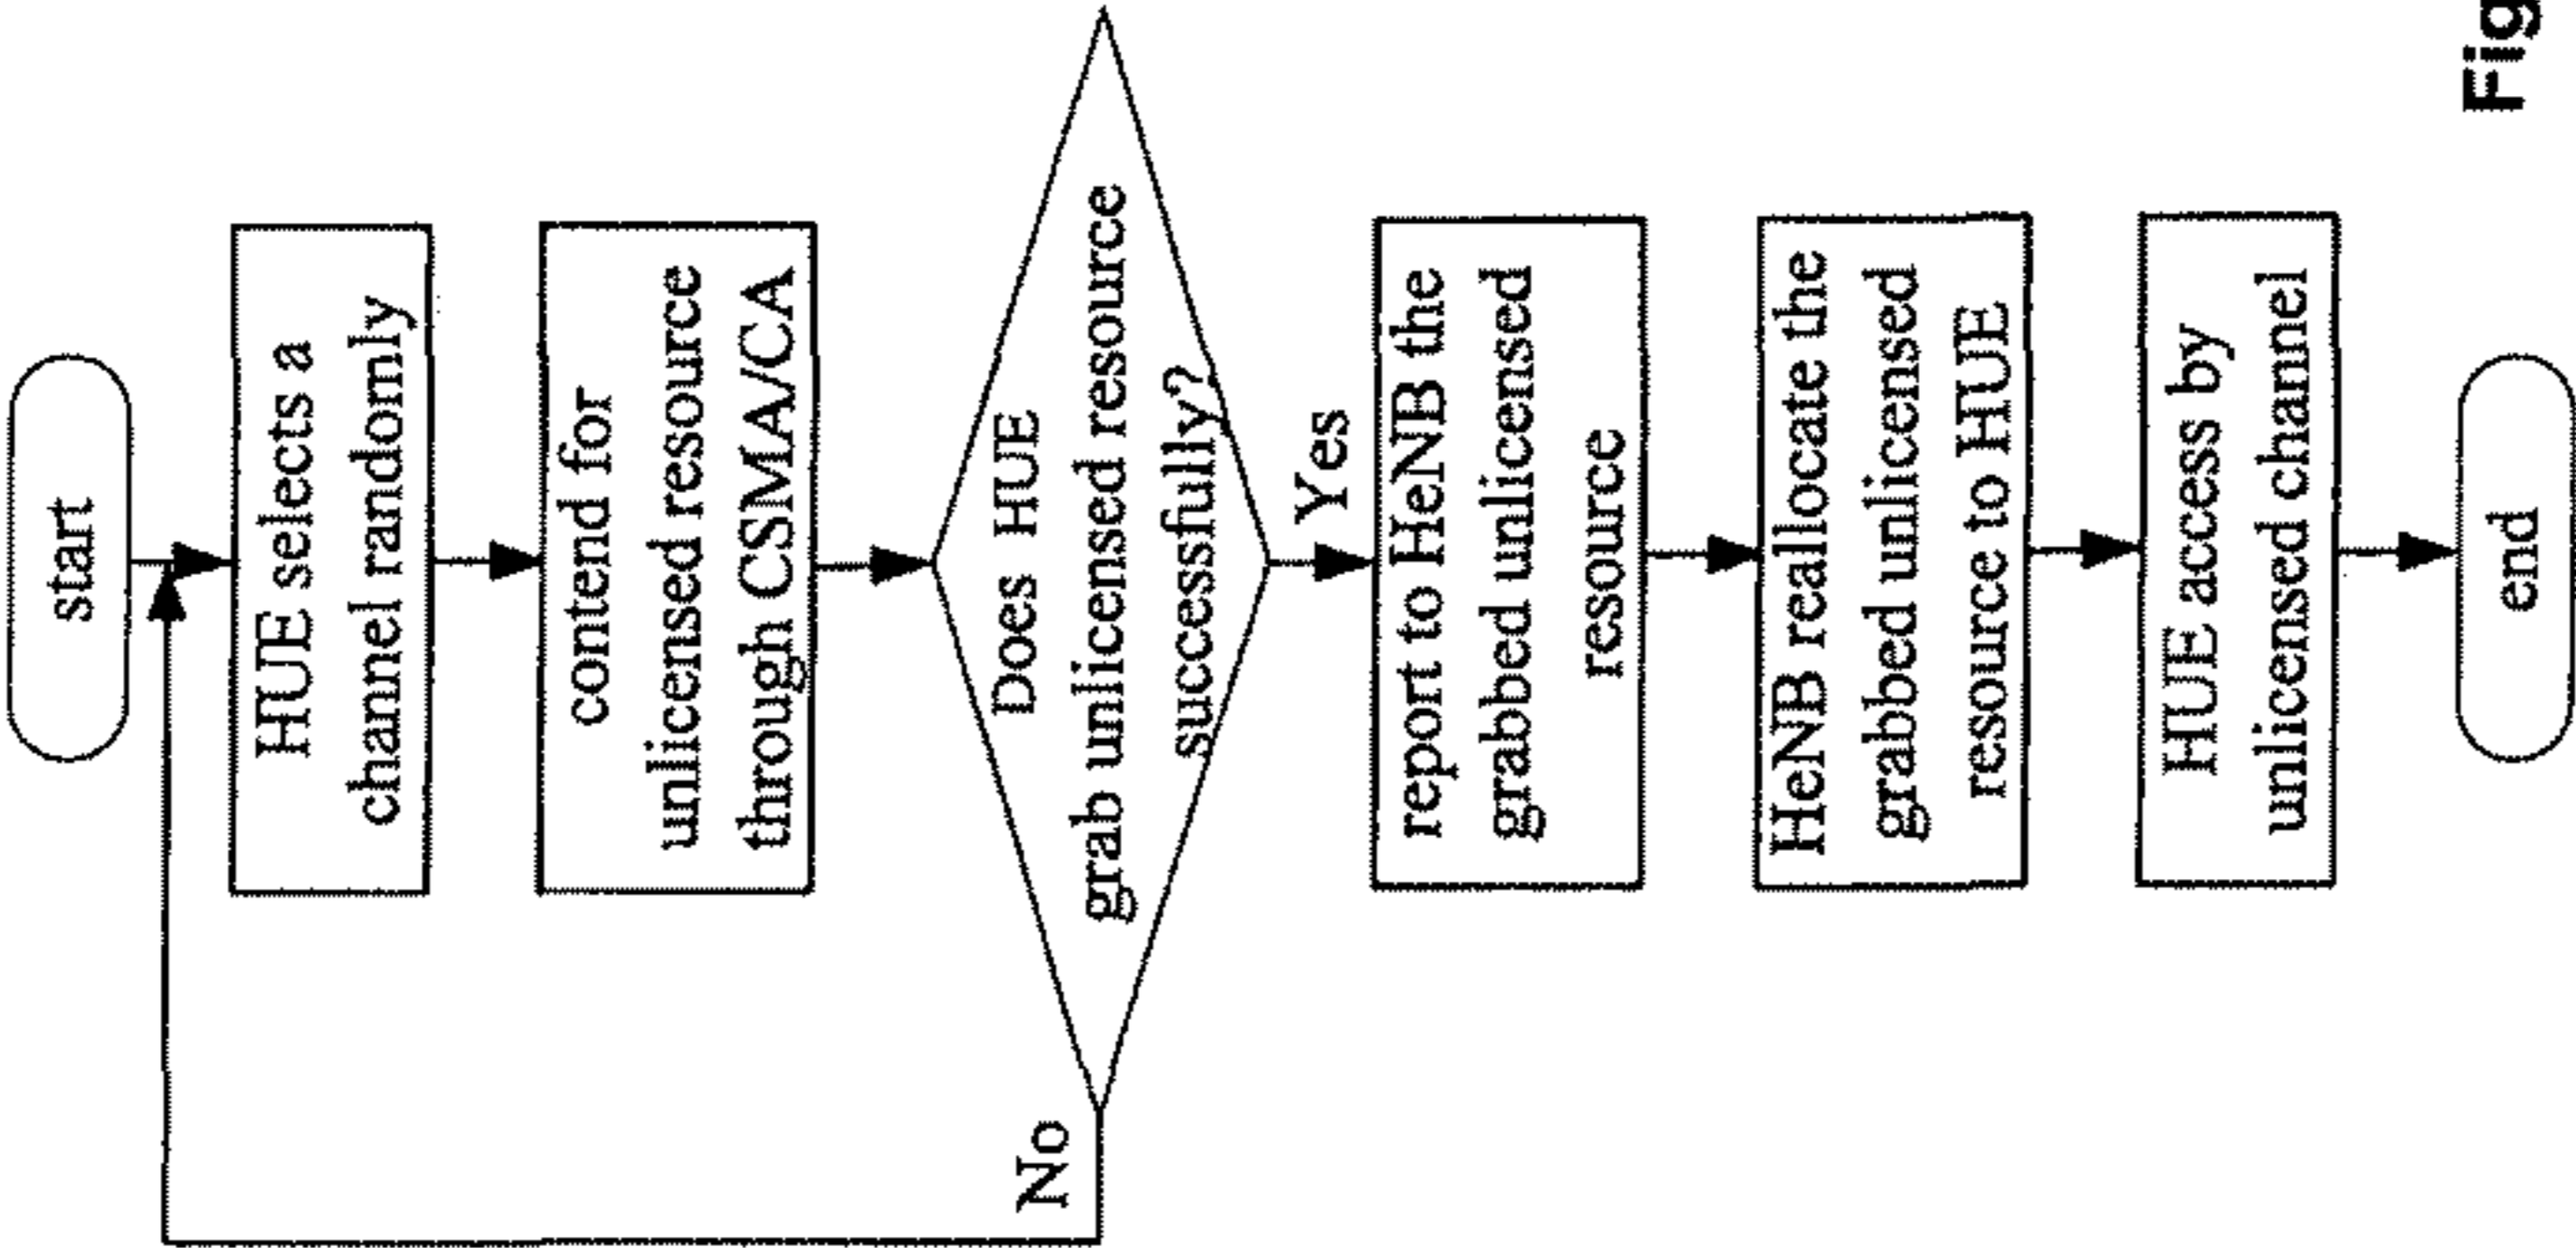 start
HUE selects a
channel randomly
contend for
unlicensed resource
through CSMA/CA
Does HUE
grab unlicensed resource
successfully?
No
Yes
report to HeNB the
grabbed unlicensed
resource
HeNB reallocate the
grabbed unlicensed
resource to HUE
HUE access by
unlicensed channel
end
Fig